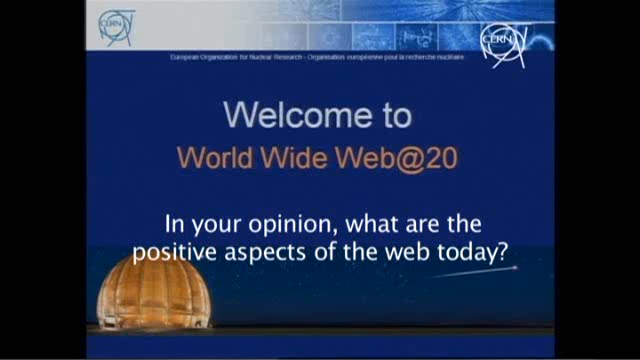 CERN
CERN
European Organization for Nuclear Research - Organisation européenne pour la recherche nucléaire
Welcome to
World Wide Web@20
In your opinion, what are the
positive aspects of the web today?